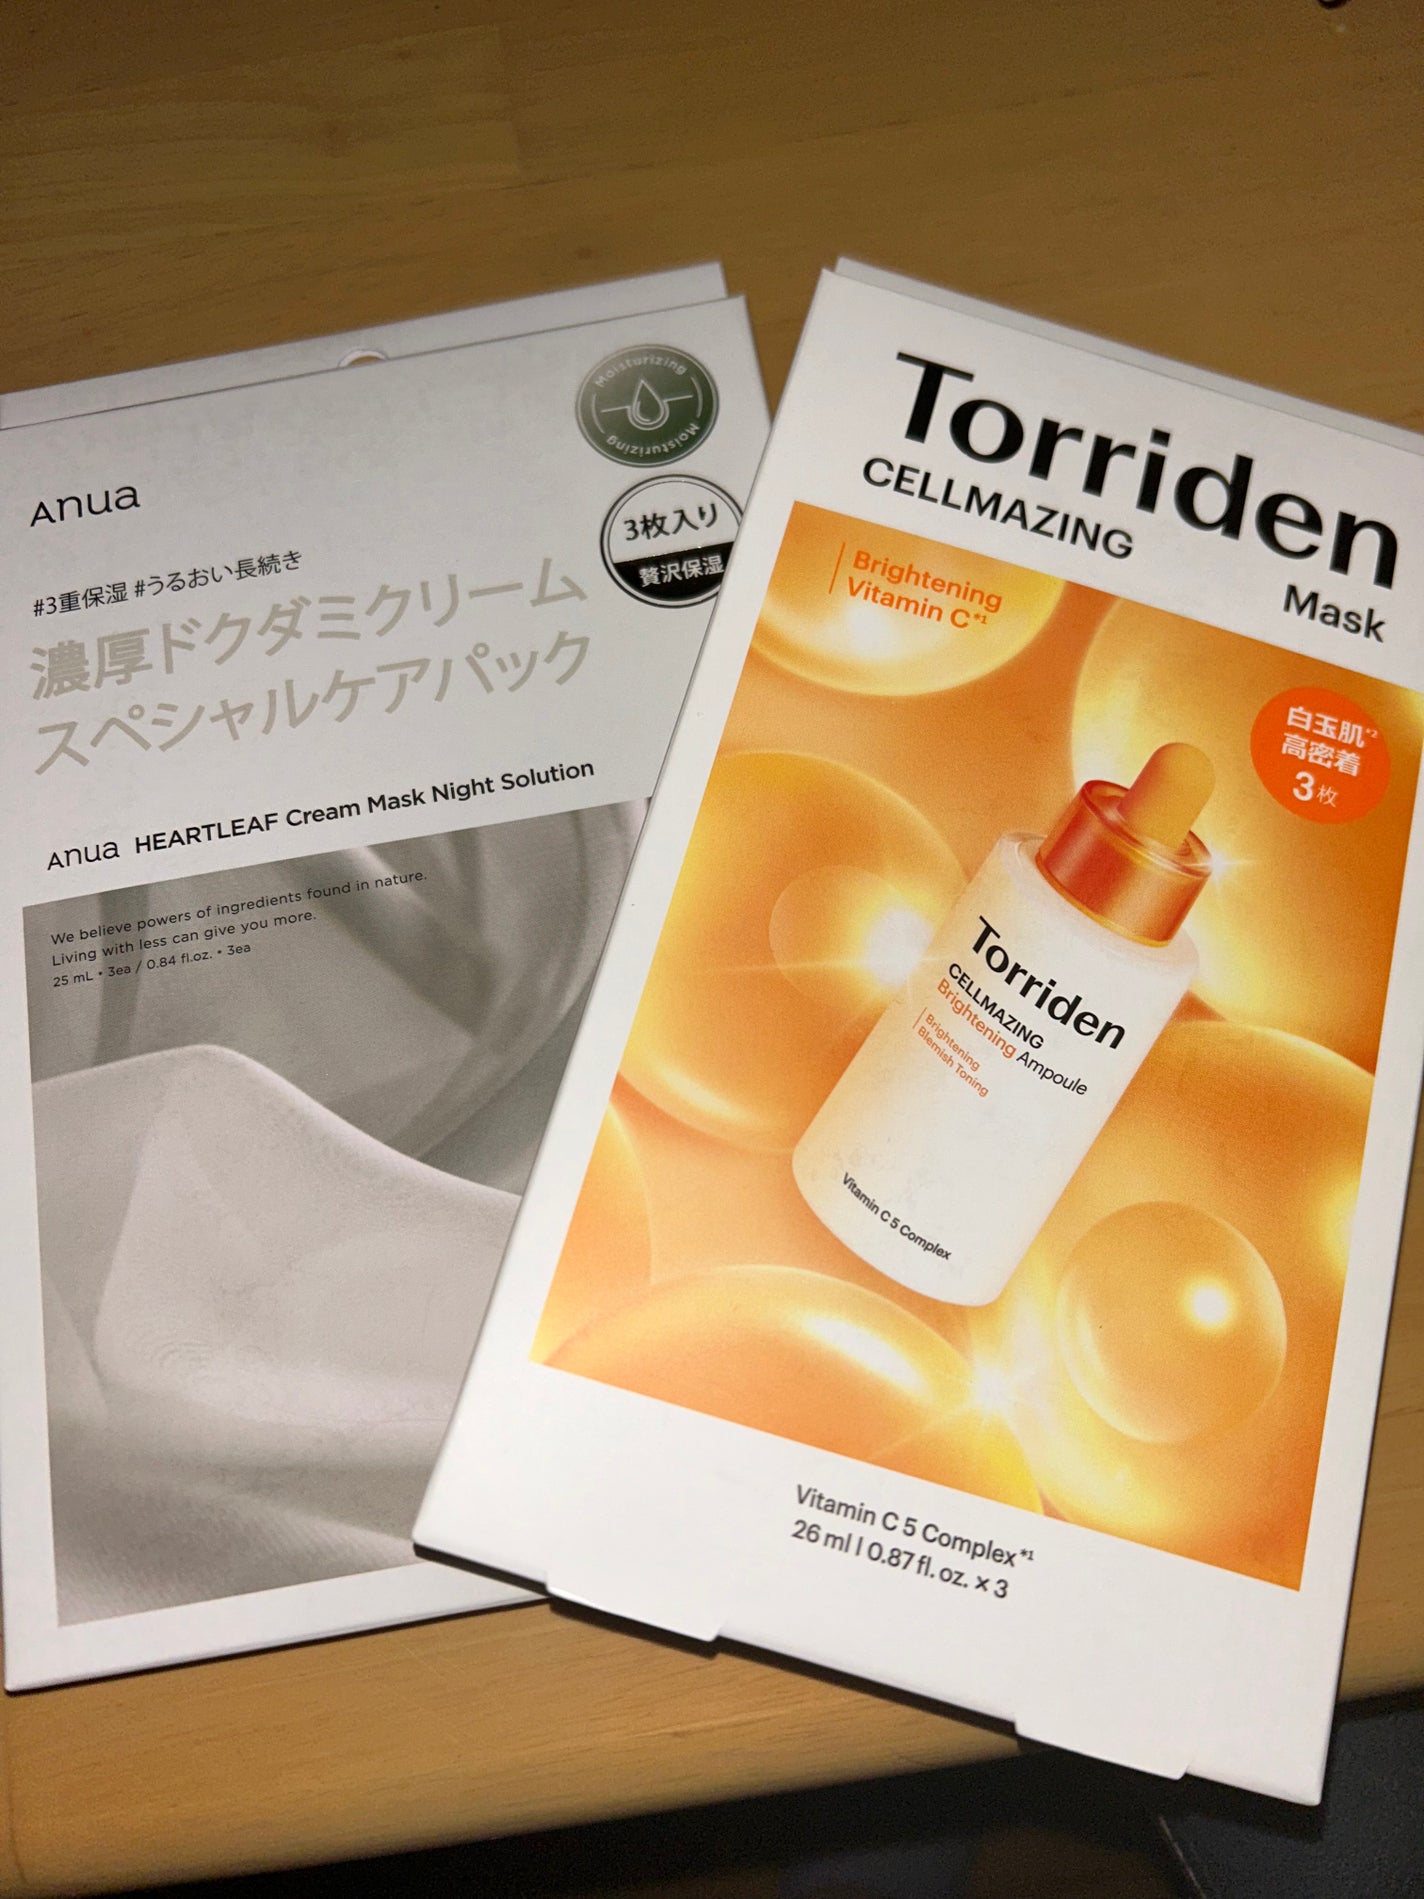 Anua
#3重保湿 #うるおい長続き
濃厚ドクダミクリーム
スペシャルケアパック
Anua HEARTLEAF Cream Mask Night Solution
We believe powers of ingredients found in nature.
Living with less can give you more.
25 mL • 3ea / 0.84 fl.oz. • 3ea
Moisturizing
Moisturizing
3枚入り
贅沢保湿
Torriden
CELLMAZING
Mask
Brightening
Vitamin C*1
白玉肌*2
高密着
3枚
Torriden
CELLMAZING
Brightening Ampoule
Brightening
Blemish Toning
Vitamin C 5 Complex
Vitamin C 5 Complex*1
26 ml | 0.87 fl. oz. × 3